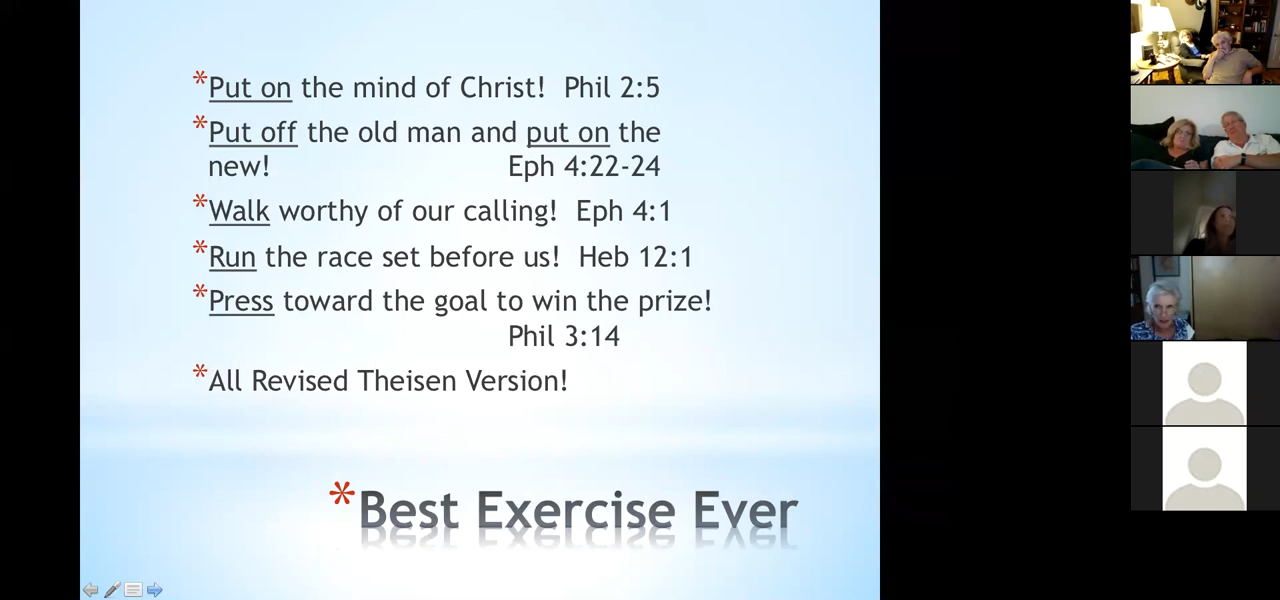 *Put on the mind of Christ! Phil 2:5
*Put off the old man and put on the
new! Eph 4:22-24
*Walk worthy of our calling! Eph 4:1
*Run the race set before us! Heb 12:1
*Press toward the goal to win the prize!
Phil 3:14
*All Revised Theisen Version!
*Best Exercise Ever